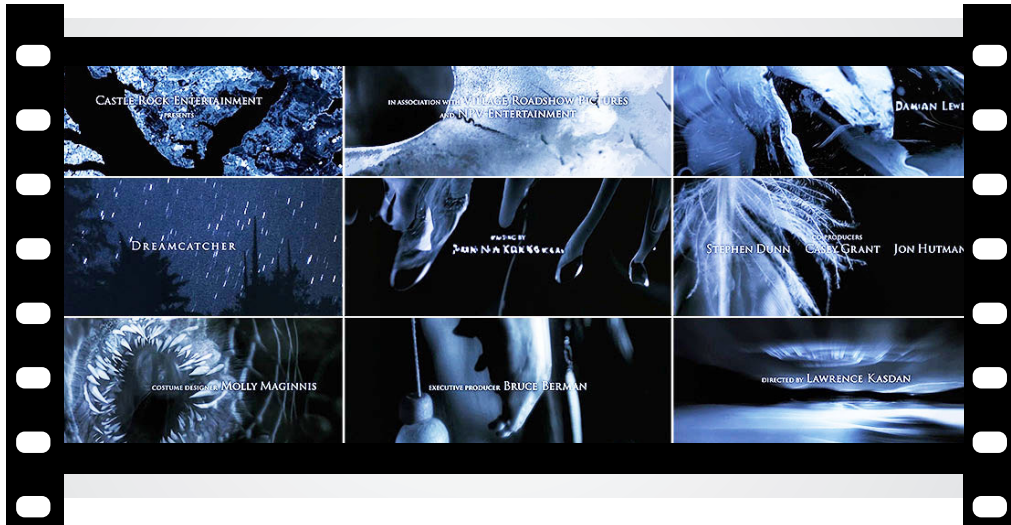 CASTLE ROCK ENTERTAINMENT
PRESENTS
IN ASSOCIATION WITH VILLAGE ROADSHOW PICTURES
AND NPV ENTERTAINMENT
DAMIAN LEWI
DREAMCATCHER
CO-PRODUCERS
STEPHEN DUNN CASEY GRANT JON HUTMAN
COSTUME DESIGNER MOLLY MAGINNIS
EXECUTIVE PRODUCER BRUCE BERMAN
DIRECTED BY LAWRENCE KASDAN